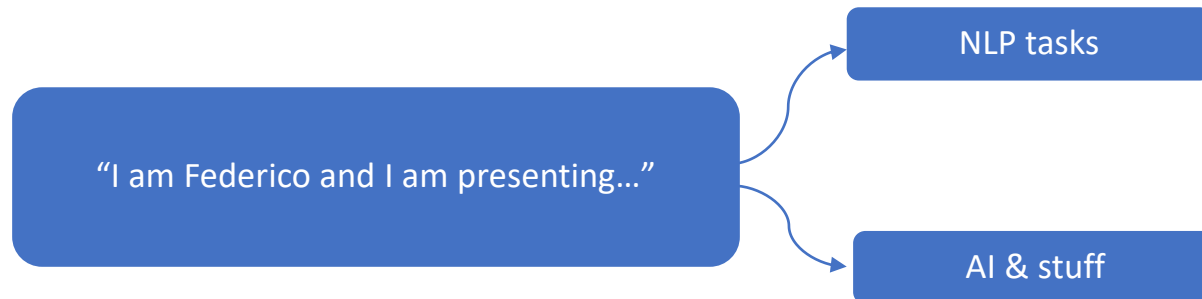 NLP tasks
“I am Federico and I am presenting…”
AI & stuff